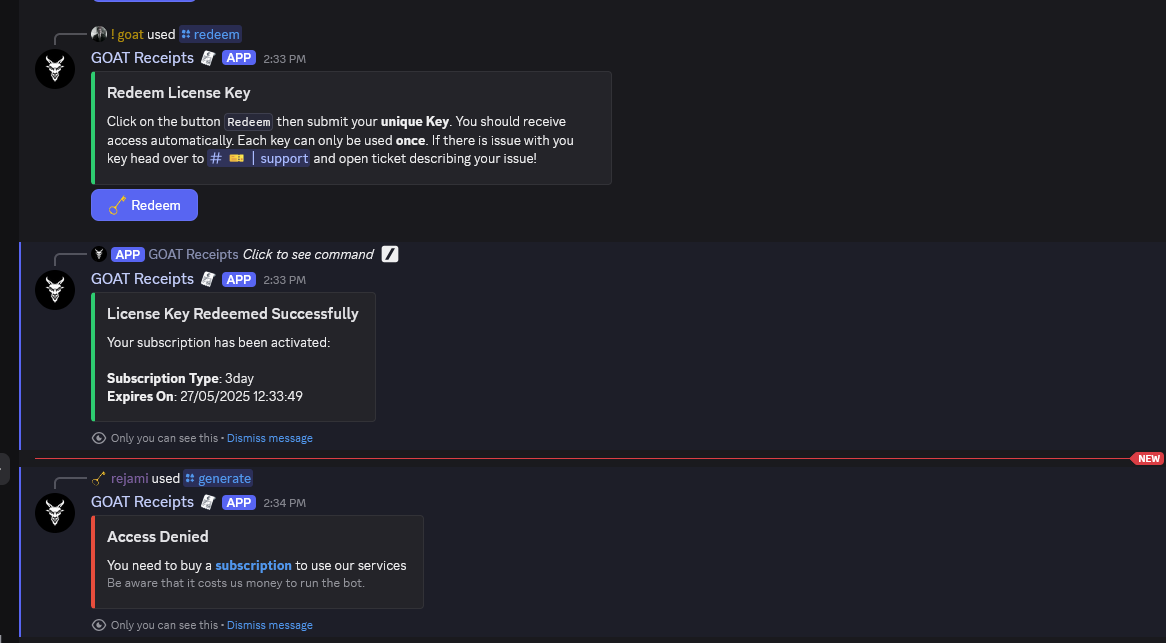 ! goat used redeem
GOAT Receipts APP 2:33 PM
Redeem License Key
Click on the button Redeem then submit your unique Key. You should receive
access automatically. Each key can only be used once. If there is issue with you
key head over to # 🎫 | support and open ticket describing your issue!
Redeem
APP GOAT Receipts Click to see command
GOAT Receipts APP 2:33 PM
License Key Redeemed Successfully
Your subscription has been activated:
Subscription Type: 3day
Expires On: 27/05/2025 12:33:49
Only you can see this • Dismiss message
NEW
rejami used generate
GOAT Receipts APP 2:34 PM
Access Denied
You need to buy a subscription to use our services
Be aware that it costs us money to run the bot.
Only you can see this • Dismiss message